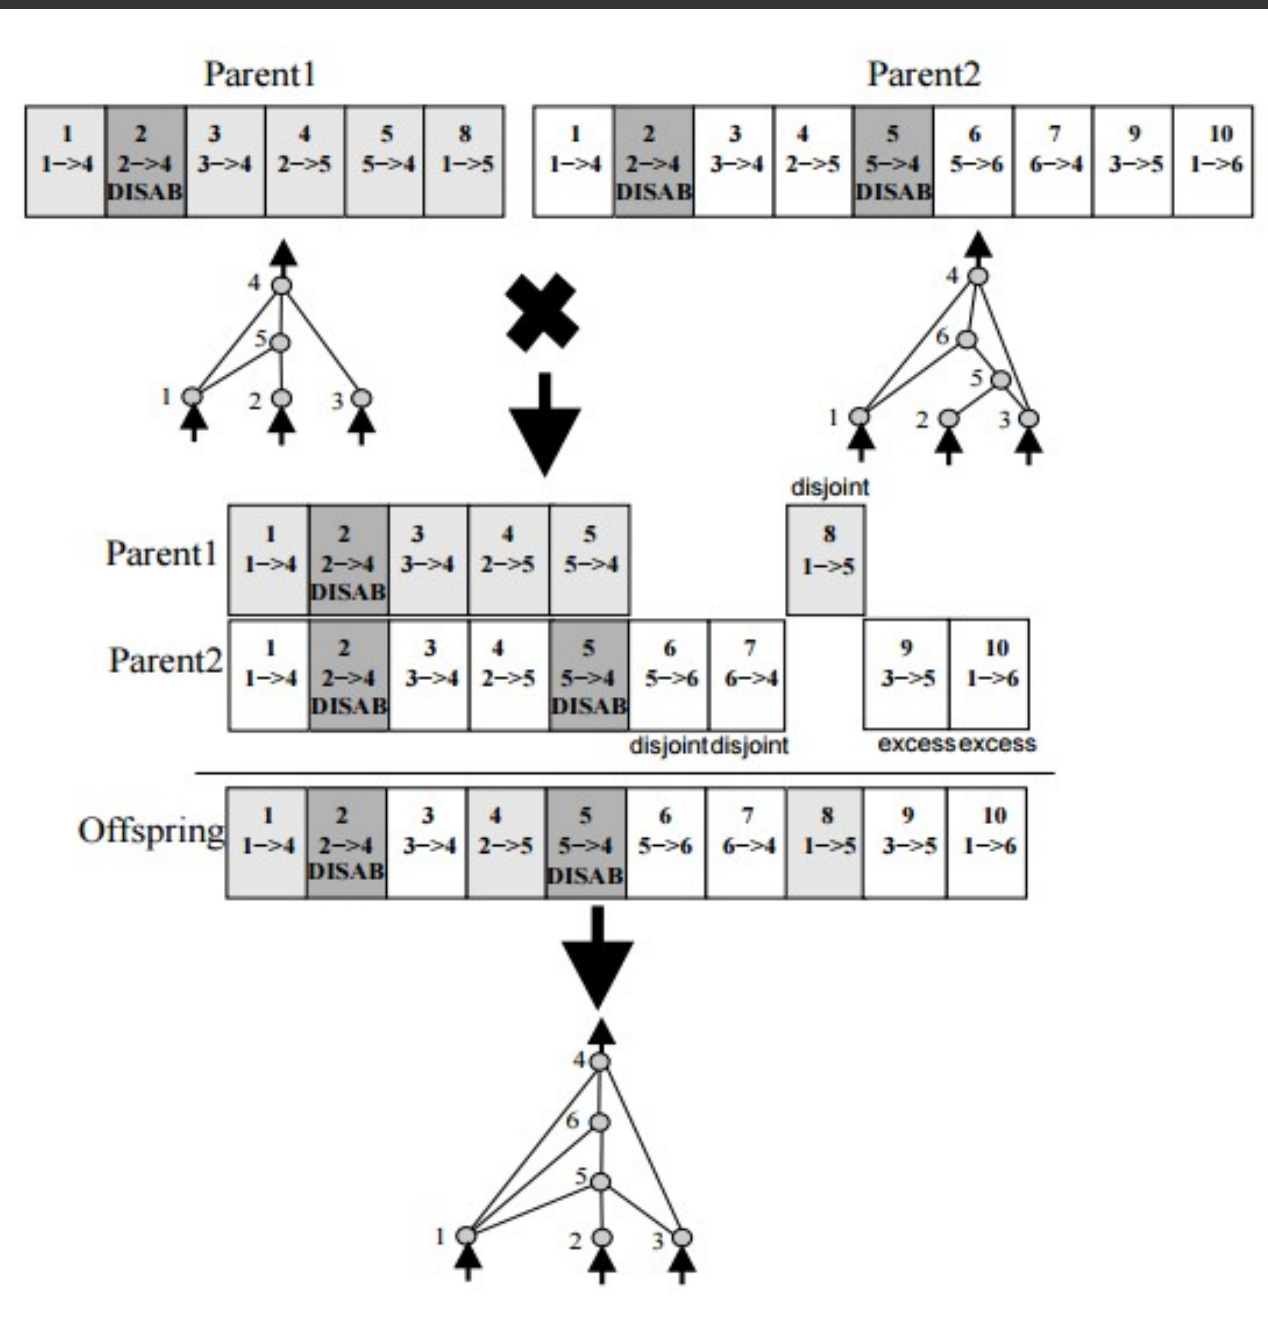 Parent1
Parent2
1 2 3 4 5 8
1->4 2->4 3->4 2->5 5->4 1->5
DISAB
1 2 3 4 5 6 7 9 10
1->4 2->4 3->4 2->5 5->4 5->6 6->4 3->5 1->6
DISAB DISAB
4
5
1 2 3
4
6
5
1 2 3
disjoint
Parent1
1 2 3 4 5 8
1->4 2->4 3->4 2->5 5->4 1->5
DISAB
Parent2
1 2 3 4 5 6 7 9 10
1->4 2->4 3->4 2->5 5->4 5->6 6->4 3->5 1->6
DISAB DISAB
disjoint disjoint excess excess
Offspring
1 2 3 4 5 6 7 8 9 10
1->4 2->4 3->4 2->5 5->4 5->6 6->4 1->5 3->5 1->6
DISAB DISAB
4
6
5
1 2 3